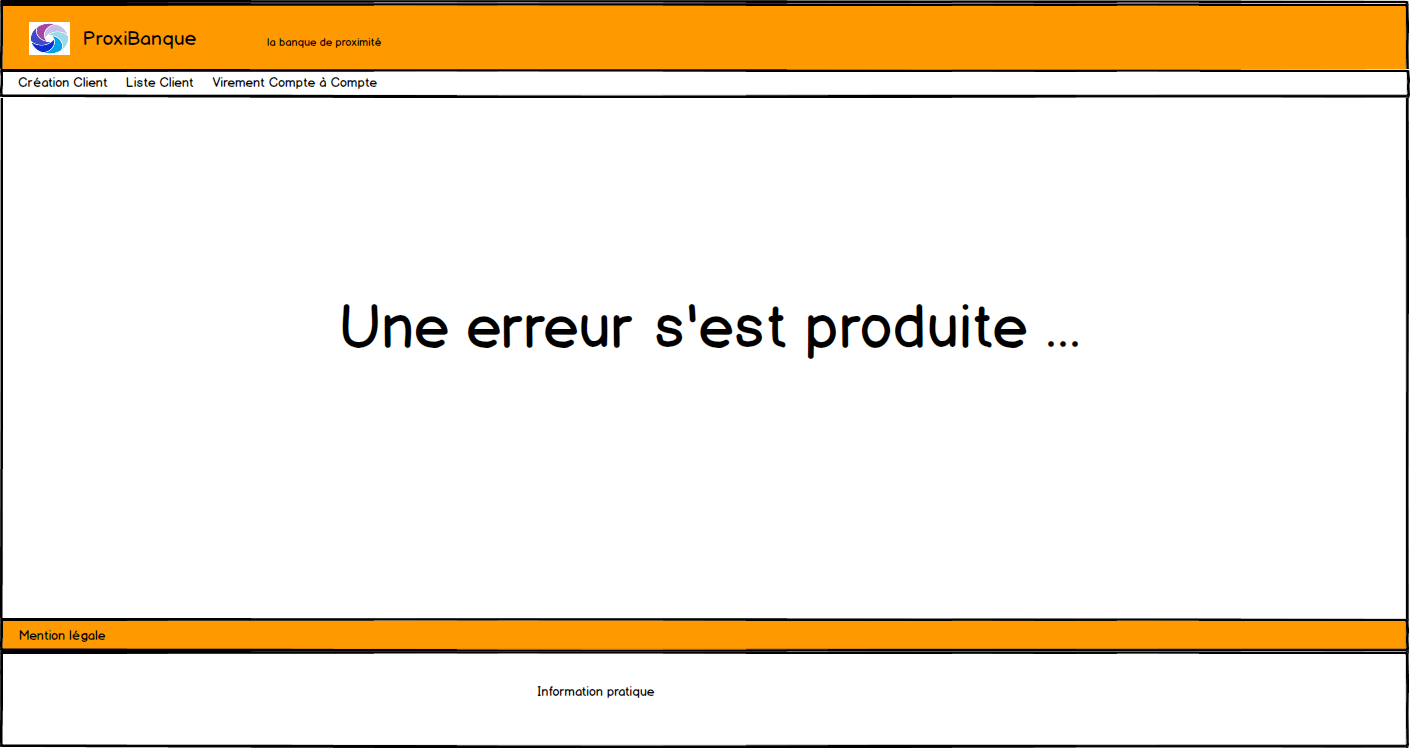 ProxiBanque la banque de proximité
Création Client Liste Client Virement Compte à Compte
Une erreur s'est produite ...
Mention légale
Information pratique